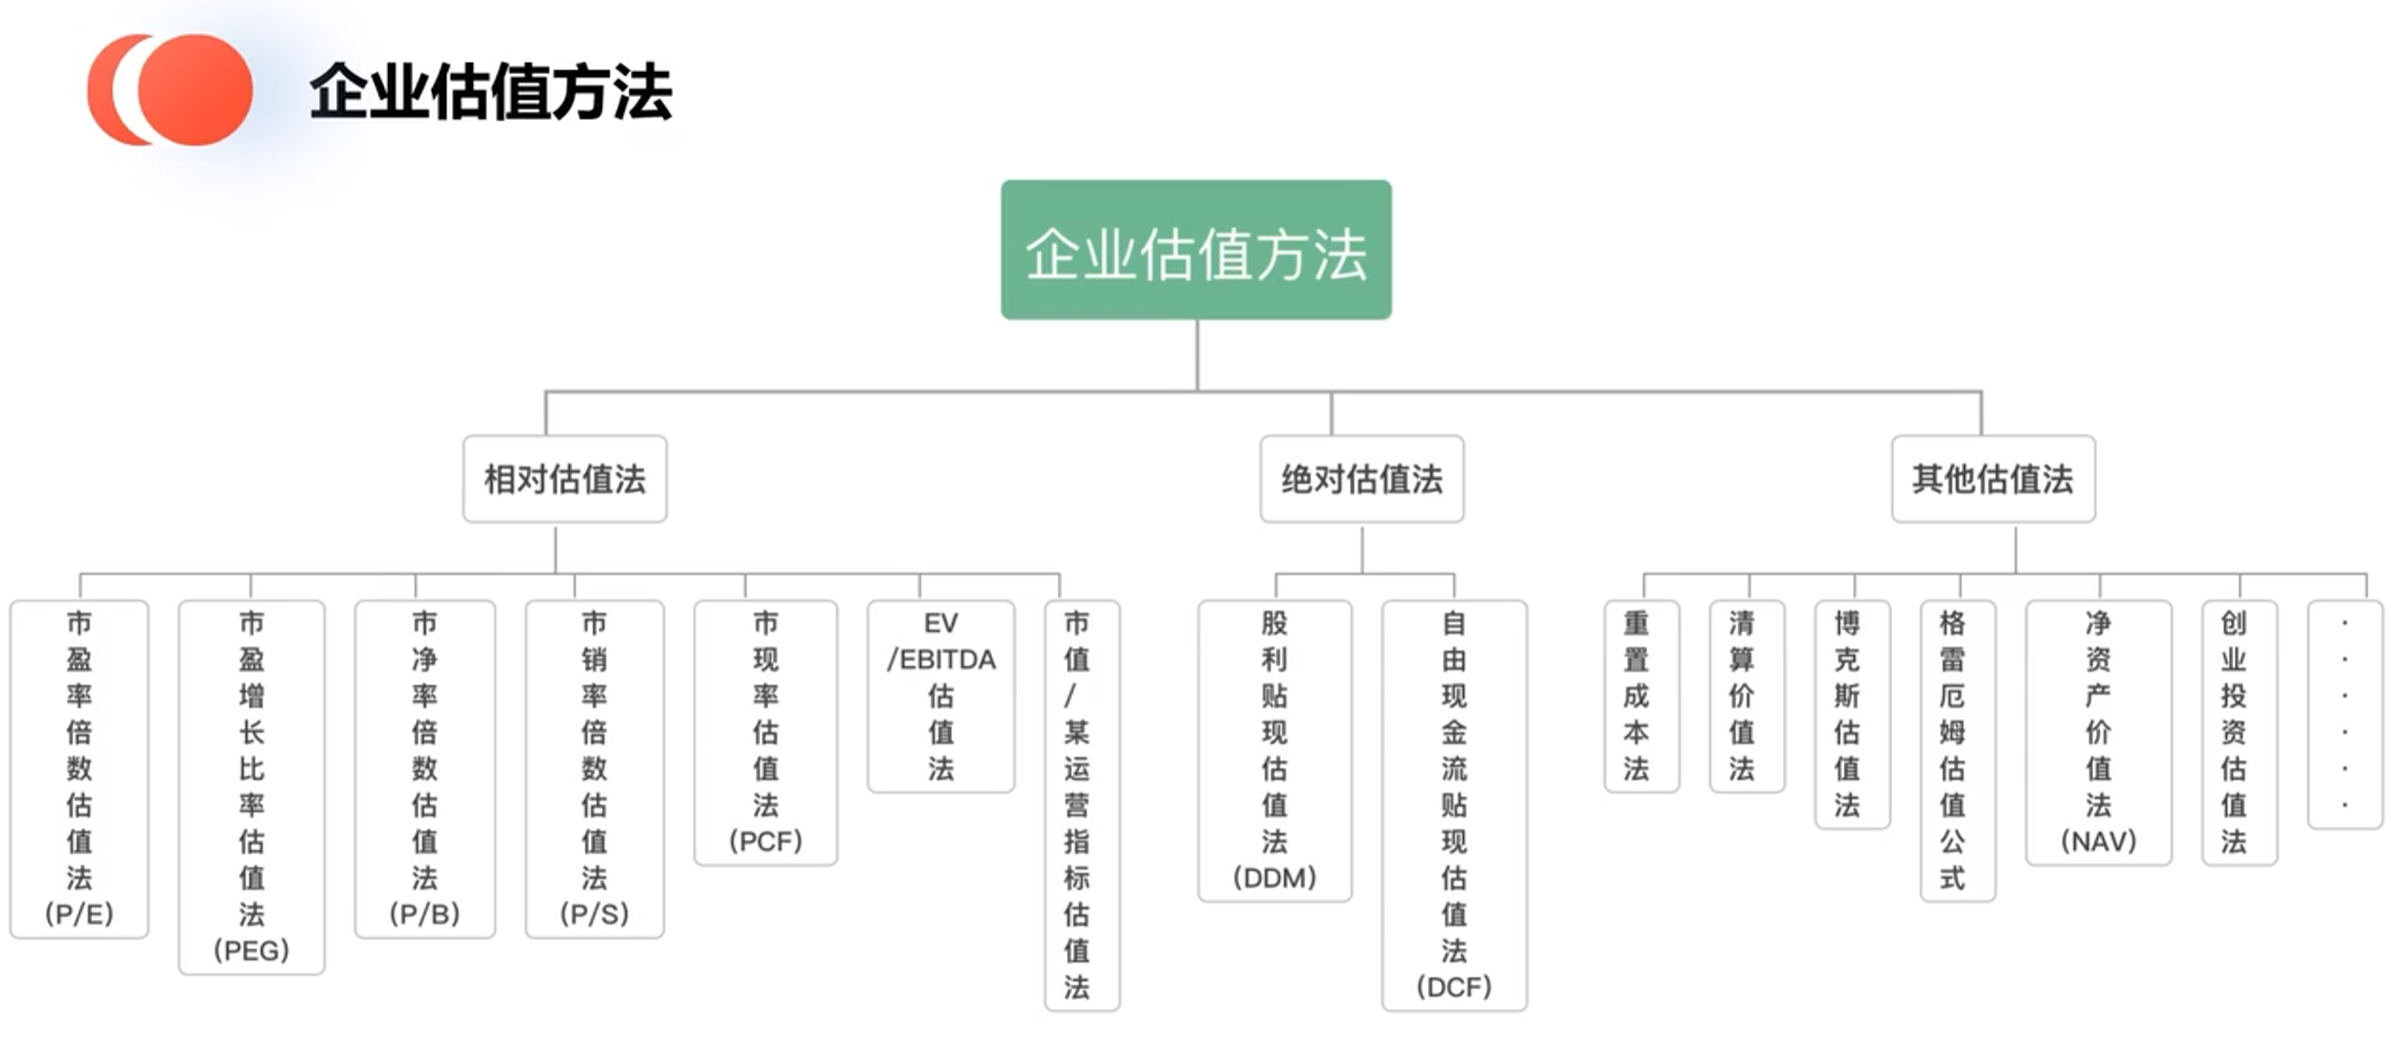 企业估值方法
企业估值方法
相对估值法
绝对估值法
其他估值法
市盈率倍数估值法
(P/E)
市盈增长比率估值法
(PEG)
市净率倍数估值法
(P/B)
市销率倍数估值法
(P/S)
市现率估值法
(PCF)
EV
/EBITDA
估值法
市值/某运营指标估值法
股利贴现估值法
(DDM)
自由现金流贴现估值法
(DCF)
重置成本法
清算价值法
博克斯估值法
格雷厄姆估值公式
净资产价值法
(NAV)
创业投资估值法
······